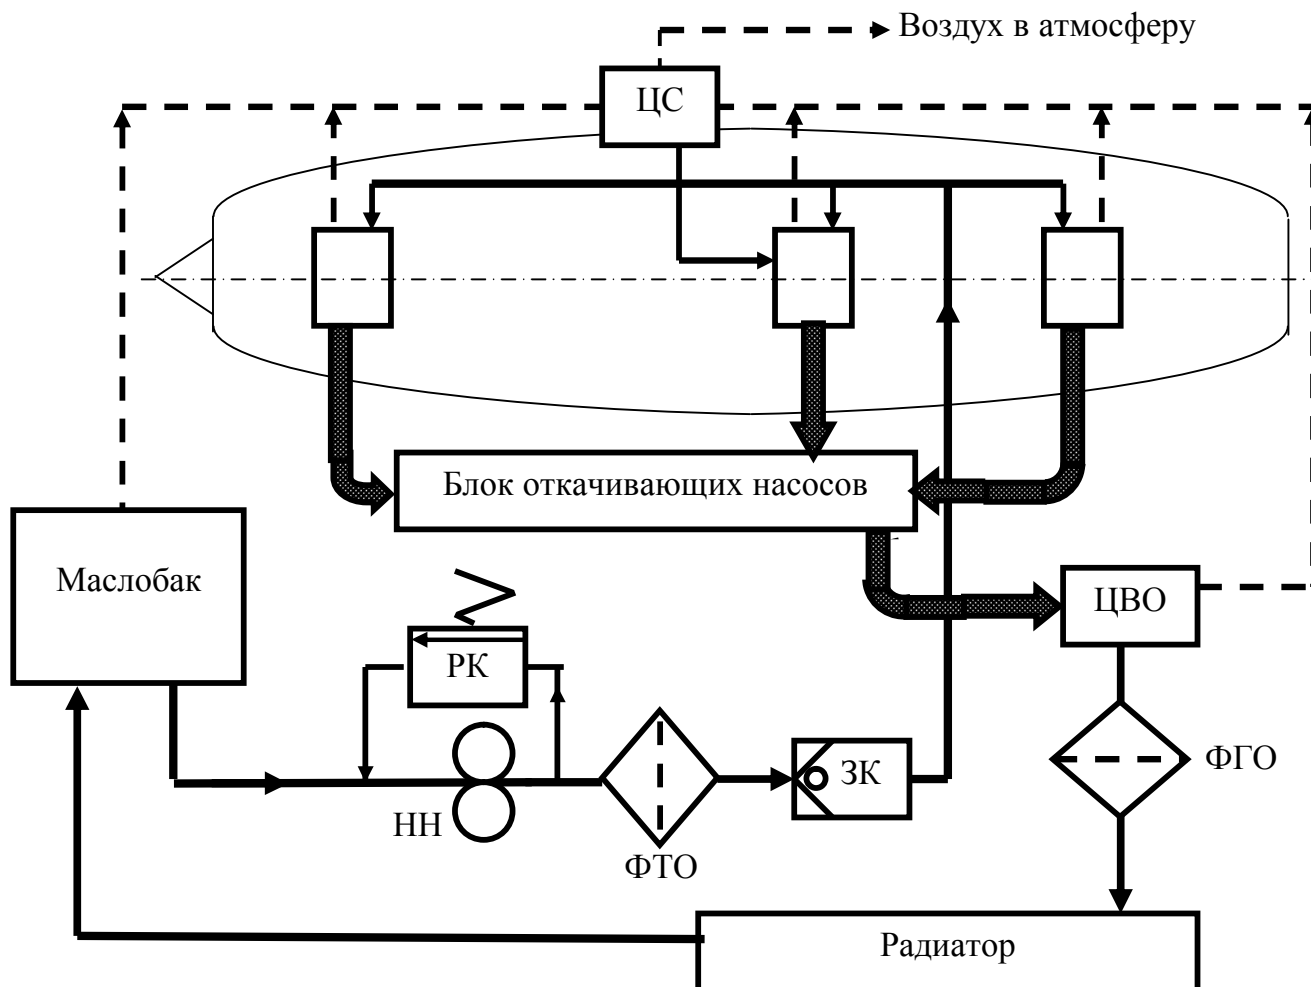 Воздух в атмосферу
ЦС
Блок откачивающих насосов
Маслобак
ЦВО
РК
ЗК
ФГО
НН
ФТО
Радиатор